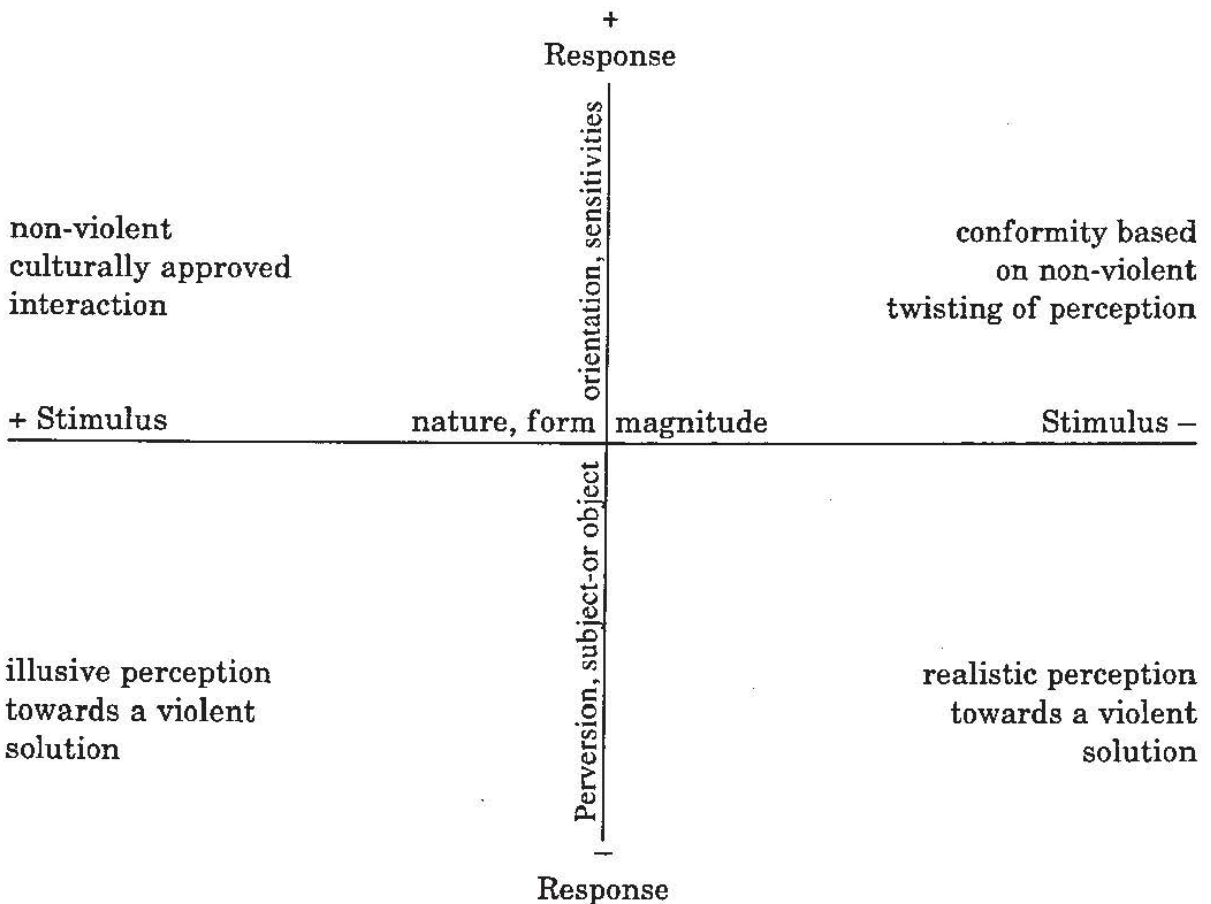 +
Response
orientation, sensitivities
non-violent
culturally approved
interaction
conformity based
on non-violent
twisting of perception
+ Stimulus
nature, form
magnitude
Stimulus –
Perversion, subject-or object
illusive perception
towards a violent
solution
realistic perception
towards a violent
solution
–
Response